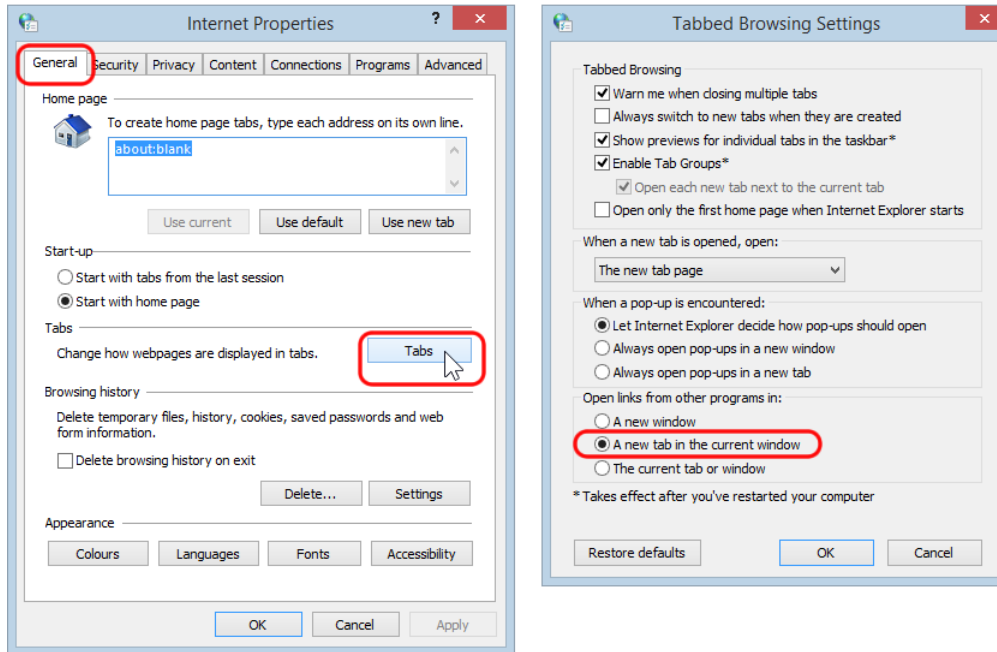 Internet Properties
?
General
Security
Privacy
Content
Connections
Programs
Advanced
Home page
To create home page tabs, type each address on its own line.
about:blank
Use current
Use default
Use new tab
Start-up
Start with tabs from the last session
Start with home page
Tabs
Change how webpages are displayed in tabs.
Tabs
Browsing history
Delete temporary files, history, cookies, saved passwords and web
form information.
Delete browsing history on exit
Delete...
Settings
Appearance
Colours
Languages
Fonts
Accessibility
OK
Cancel
Apply
Tabbed Browsing Settings
Tabbed Browsing
Warn me when closing multiple tabs
Always switch to new tabs when they are created
Show previews for individual tabs in the taskbar*
Enable Tab Groups*
Open each new tab next to the current tab
Open only the first home page when Internet Explorer starts
When a new tab is opened, open:
The new tab page
When a pop-up is encountered:
Let Internet Explorer decide how pop-ups should open
Always open pop-ups in a new window
Always open pop-ups in a new tab
Open links from other programs in:
A new window
A new tab in the current window
The current tab or window
* Takes effect after you've restarted your computer
Restore defaults
OK
Cancel